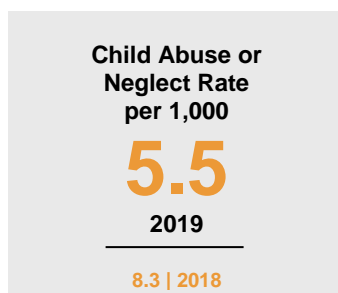 Child Abuse or
Neglect Rate
per 1,000
5.5
2019
8.3 | 2018